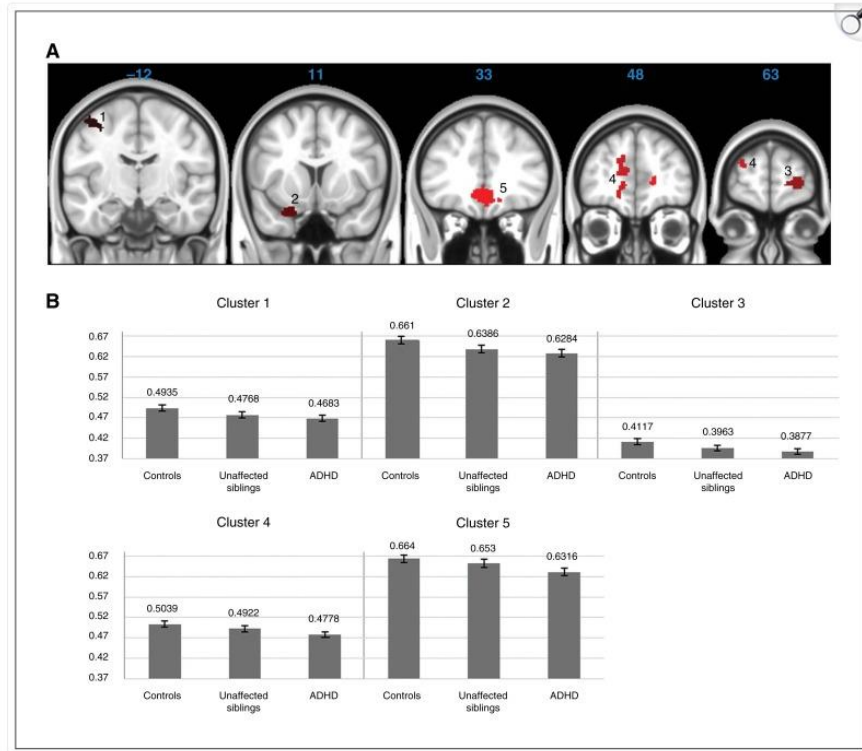 A
–12 11 33 48 63
1
2
5
4
4
3
B
Cluster 1 Cluster 2 Cluster 3
0.67
0.62
0.57
0.52
0.47
0.42
0.37
0.4935 0.4768 0.4683
0.661 0.6386 0.6284
0.4117 0.3963 0.3877
Controls Unaffected ADHD Controls Unaffected ADHD Controls Unaffected ADHD
siblings siblings siblings
Cluster 4 Cluster 5
0.67
0.62
0.57
0.52
0.47
0.42
0.37
0.5039 0.4922 0.4778
0.664 0.653 0.6316
Controls Unaffected ADHD Controls Unaffected ADHD
siblings siblings